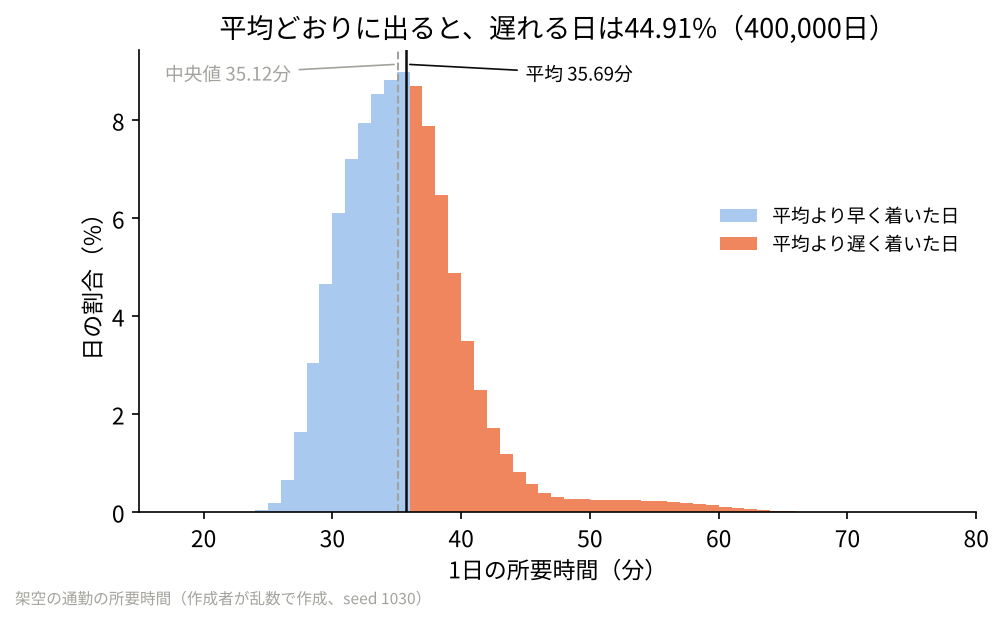 平均どおりに出ると、遅れる日は44.91%（400,000日）
中央値 35.12分
平均 35.69分
平均より早く着いた日
平均より遅く着いた日
日の割合（%）
8
6
4
2
0
20 30 40 50 60 70 80
1日の所要時間（分）
架空の通勤の所要時間（作成者が乱数で作成、seed 1030）